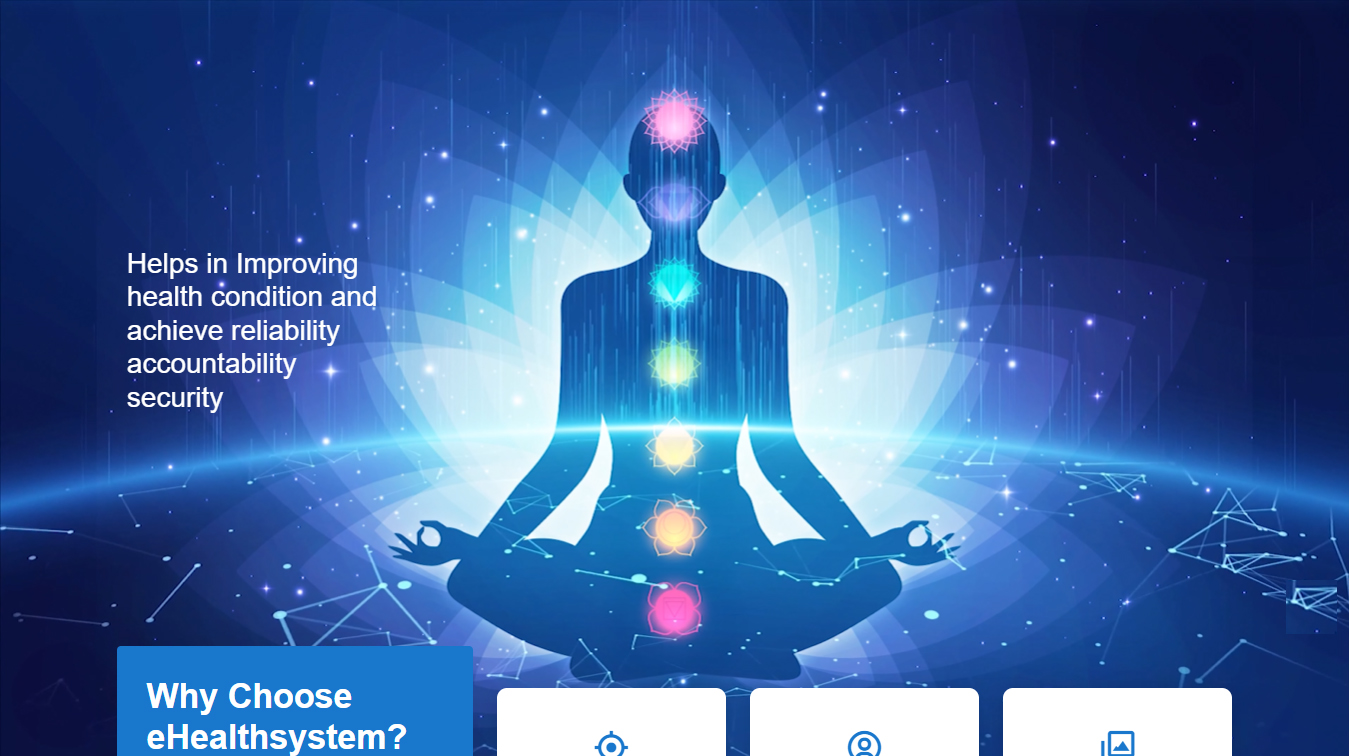 Helps in Improving
health condition and
achieve reliability
accountability
security
Why Choose
eHealthsystem?